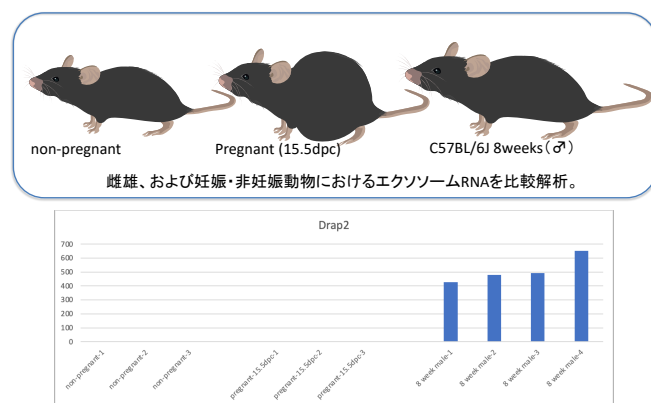 non-pregnant
Pregnant (15.5dpc)
C57BL/6J 8weeks(♂)
雌雄、および妊娠・非妊娠動物におけるエクソソームRNAを比較解析。
Drap2
700
600
500
400
300
200
100
0
non-pregnant-1
non-pregnant-2
non-pregnant-3
pregnant-15.5dpc-1
pregnant-15.5dpc-2
pregnant-15.5dpc-3
8 week male-1
8 week male-2
8 week male-3
8 week male-4